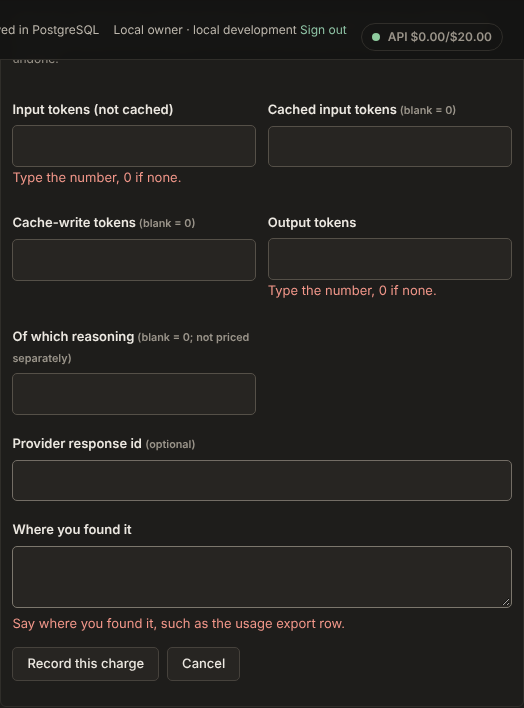 ved in PostgreSQL Local owner · local development Sign out API $0.00/$20.00
undone.
Input tokens (not cached) Cached input tokens (blank = 0)
Type the number, 0 if none.
Cache-write tokens (blank = 0) Output tokens
Type the number, 0 if none.
Of which reasoning (blank = 0; not priced
separately)
Provider response id (optional)
Where you found it
Say where you found it, such as the usage export row.
Record this charge Cancel